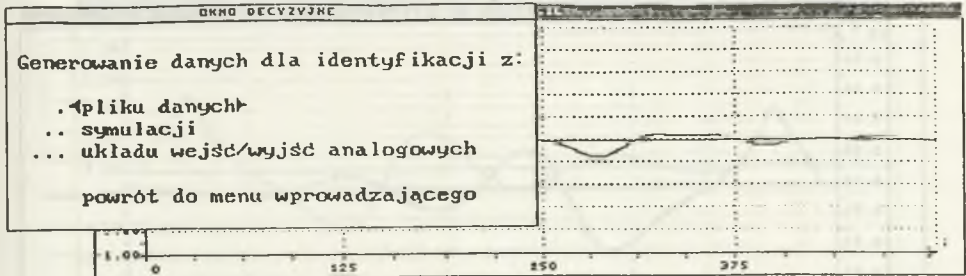 OKNO DECYZYJNE
Generowanie danych dla identyfikacji z:
. ◄pliku danych►
.. symulacji
... układu wejść/wyjść analogowych
powrót do menu wprowadzającego
-1.00
0 125 150 375